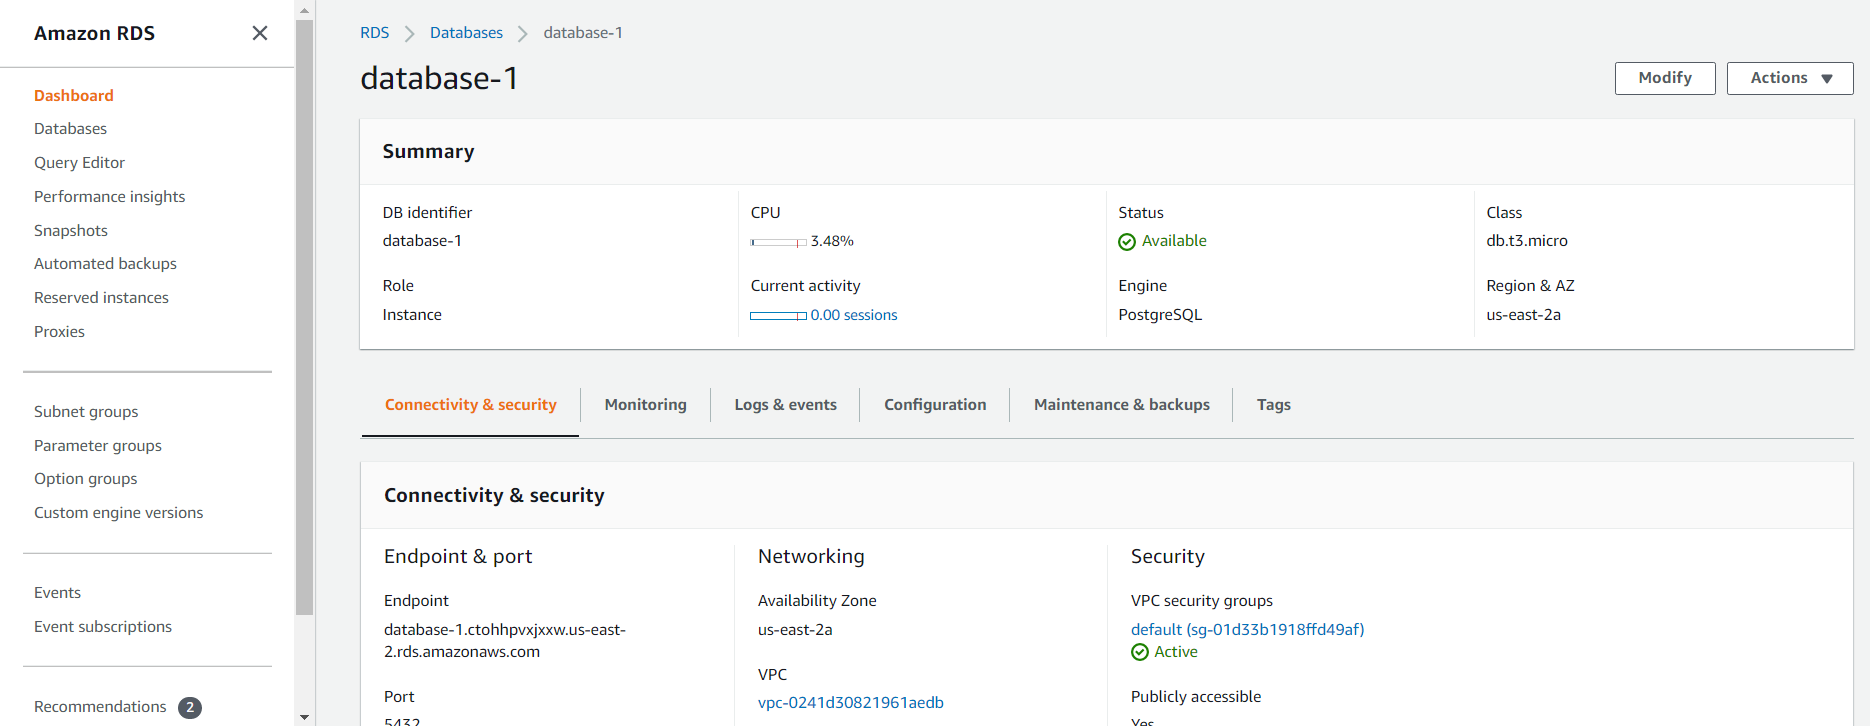 Amazon RDS
Dashboard
Databases
Query Editor
Performance insights
Snapshots
Automated backups
Reserved instances
Proxies
Subnet groups
Parameter groups
Option groups
Custom engine versions
Events
Event subscriptions
Recommendations 2
RDS > Databases > database-1
database-1
Modify
Actions
Summary
DB identifier
database-1
CPU
3.48%
Status
Available
Class
db.t3.micro
Role
Instance
Current activity
0.00 sessions
Engine
PostgreSQL
Region & AZ
us-east-2a
Connectivity & security
Monitoring
Logs & events
Configuration
Maintenance & backups
Tags
Connectivity & security
Endpoint & port
Endpoint
database-1.ctohhpvxjxxw.us-east-
2.rds.amazonaws.com
Port
5432
Networking
Availability Zone
us-east-2a
VPC
vpc-0241d30821961aedb
Security
VPC security groups
default (sg-01d33b1918ffd49af)
Active
Publicly accessible
Yes